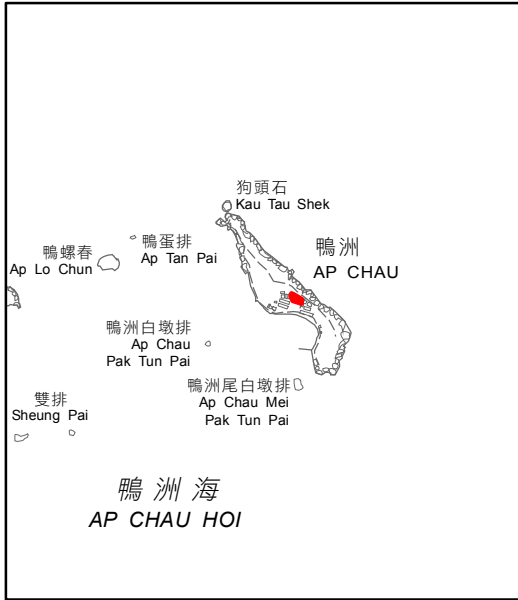 狗頭石
Kau Tau Shek
鴨蛋排
Ap Tan Pai
鴨螺春
Ap Lo Chun
鴨洲
AP CHAU
鴨洲白墩排
Ap Chau
Pak Tun Pai
鴨洲尾白墩排
Ap Chau Mei
Pak Tun Pai
雙排
Sheung Pai
鴨洲海
AP CHAU HOI